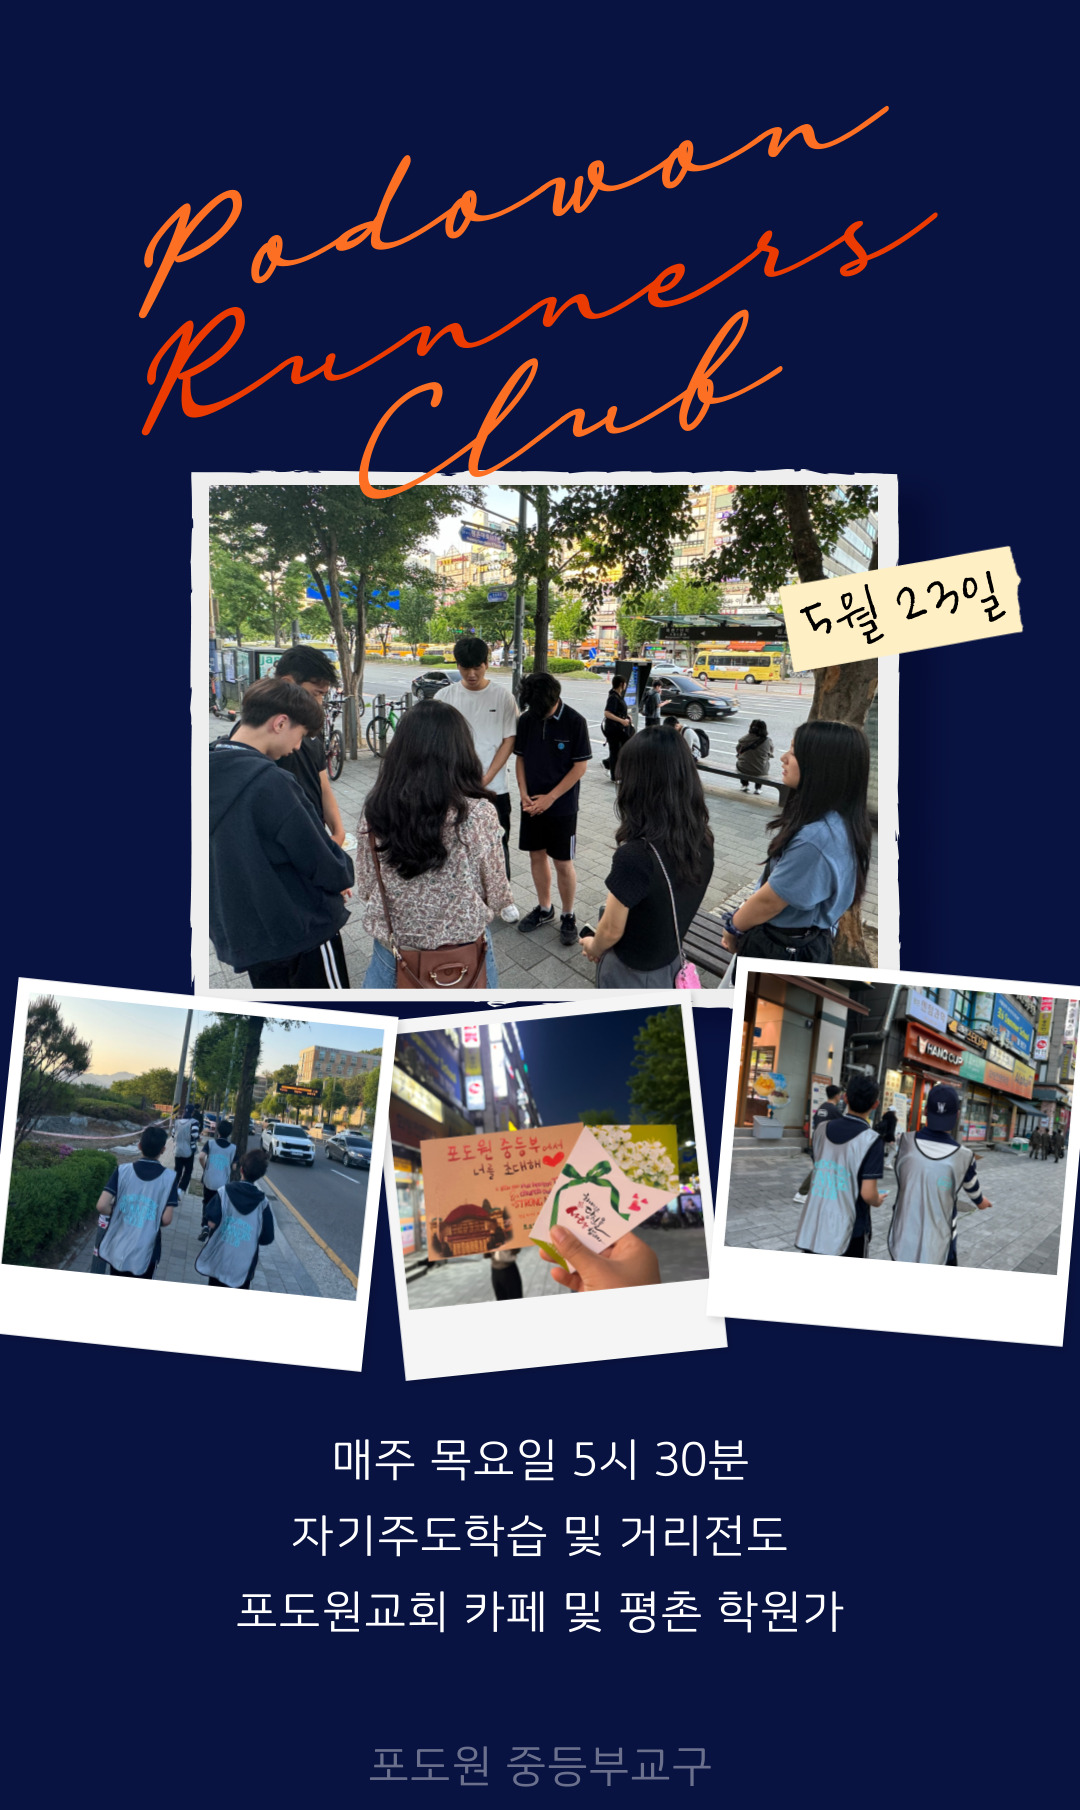 Podowon
Runners
Club
5월 23일
HANG CUP
포도원 중등부에서
너를 초대해
STRONG
매주 목요일 5시 30분
자기주도학습 및 거리전도
포도원교회 카페 및 평촌 학원가
포도원 중등부교구